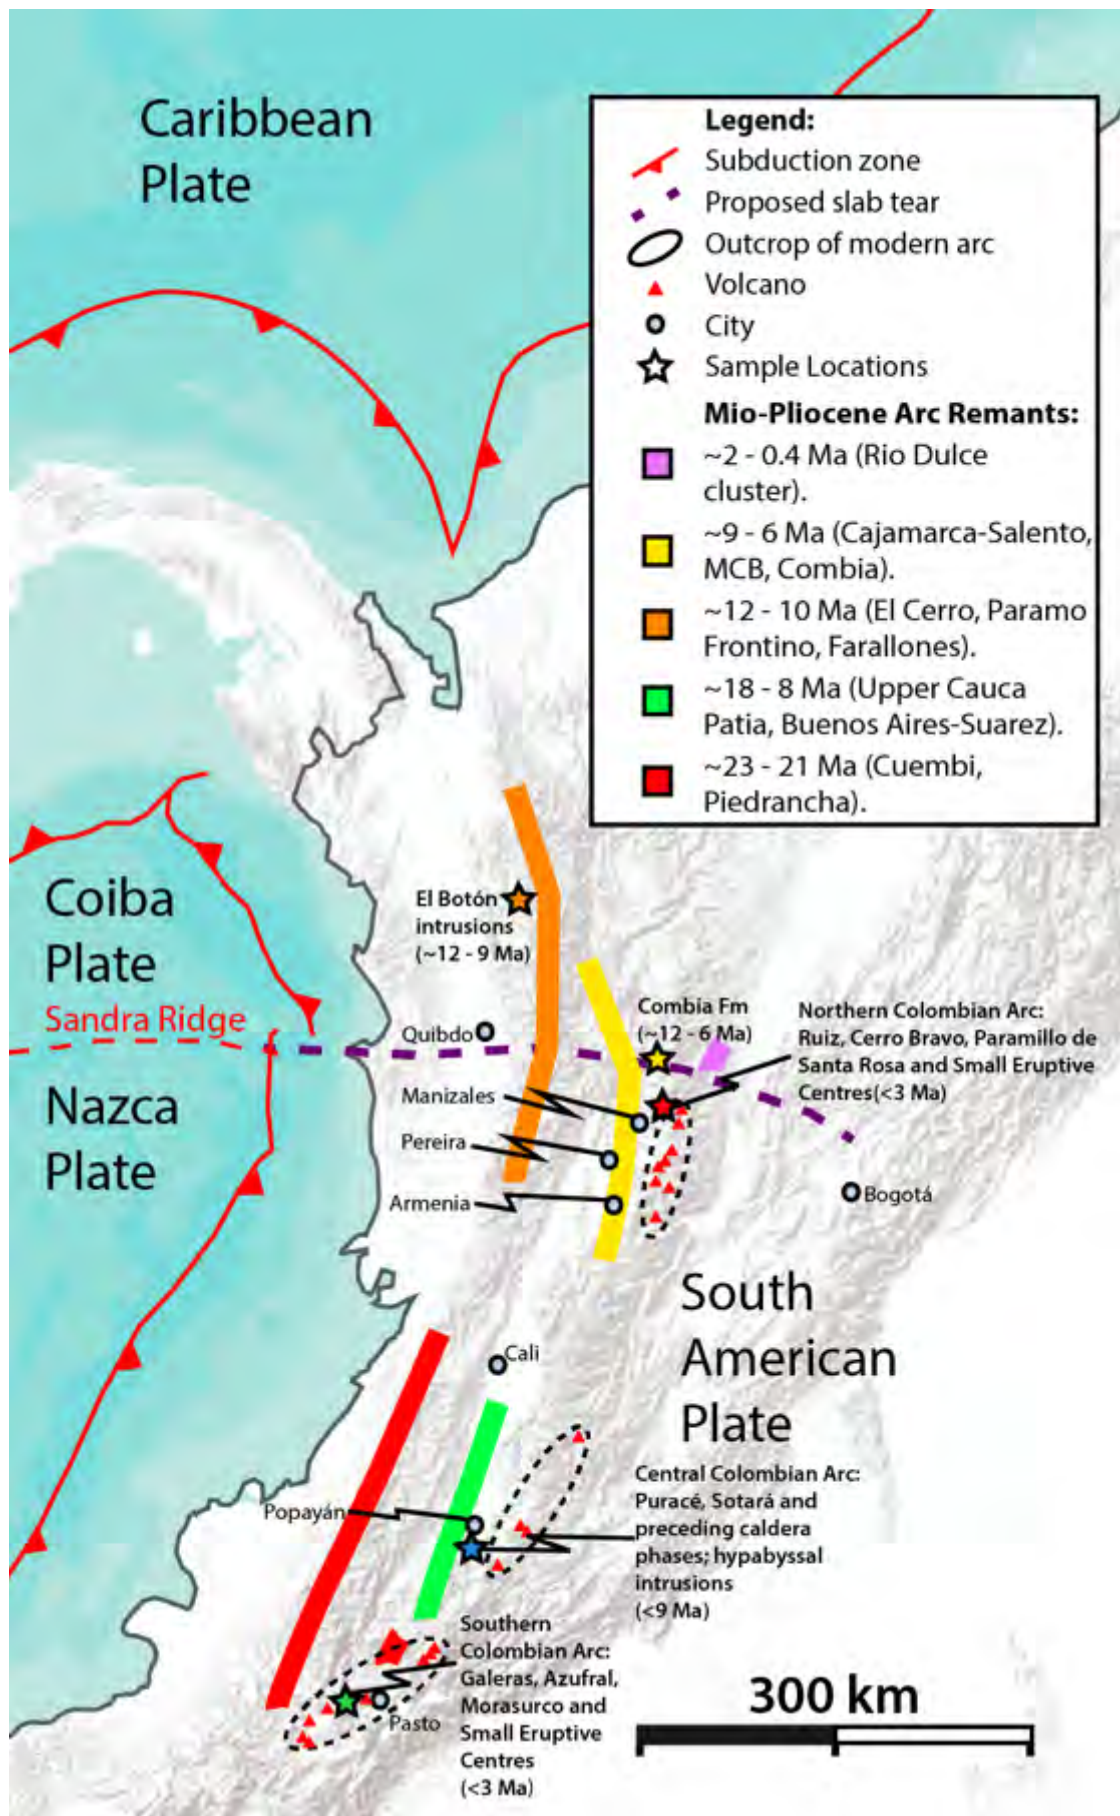 Caribbean
Plate
Legend:
Subduction zone
Proposed slab tear
Outcrop of modern arc
Volcano
City
Sample Locations
Mio-Pliocene Arc Remants:
~2 - 0.4 Ma (Rio Dulce
cluster).
~9 - 6 Ma (Cajamarca-Salento,
MCB, Combia).
~12 - 10 Ma (El Cerro, Paramo
Frontino, Farallones).
~18 - 8 Ma (Upper Cauca
Patia, Buenos Aires-Suarez).
~23 - 21 Ma (Cuembi,
Piedrancha).
Coiba
Plate
Sandra Ridge
Nazca
Plate
El Botón
intrusions
(~12 - 9 Ma)
Quibdo
Combia Fm
(~12 - 6 Ma)
Northern Colombian Arc:
Ruiz, Cerro Bravo, Paramillo de
Santa Rosa and Small Eruptive
Centres(<3 Ma)
Manizales
Pereira
Armenia
Bogotá
South
American
Plate
Cali
Popayán
Central Colombian Arc:
Puracé, Sotará and
preceding caldera
phases; hypabyssal
intrusions
(<9 Ma)
Southern
Colombian Arc:
Galeras, Azufral,
Morasurco and
Small Eruptive
Centres
(<3 Ma)
Pasto
300 km